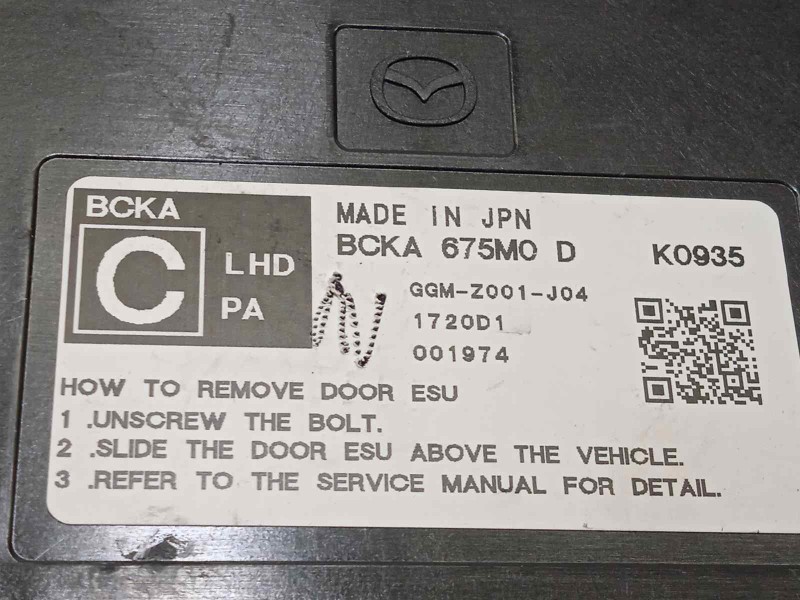 BCKA
C
LHD
PA
MADE IN JPN
BCKA 675M0 D
K0935
GGM-Z001-J04
1720D1
001974
HOW TO REMOVE DOOR ESU
1 .UNSCREW THE BOLT.
2 .SLIDE THE DOOR ESU ABOVE THE VEHICLE.
3 .REFER TO THE SERVICE MANUAL FOR DETAIL.